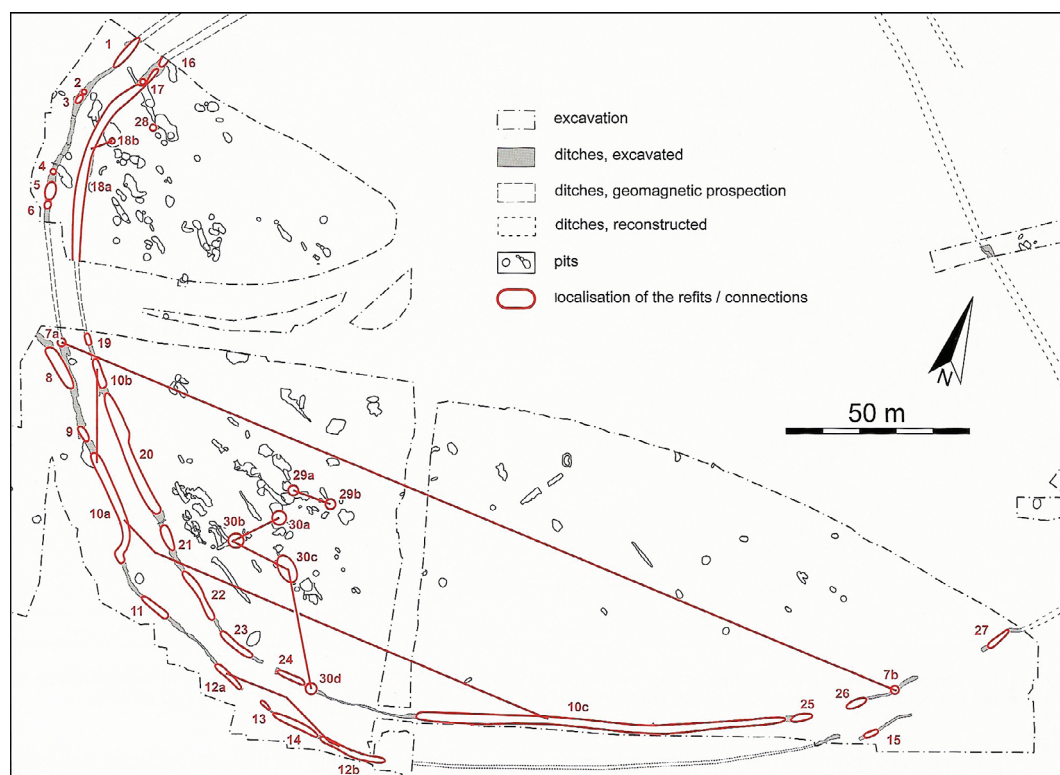 1
16
2
3
17
28
18b
4
5
18a
6
excavation
ditches, excavated
ditches, geomagnetic prospection
ditches, reconstructed
pits
localisation of the refits / connections
N
50 m
7a
19
8
10b
9
20
29a
29b
10a
30b
30a
21
30c
22
11
23
24
30d
12a
13
14
12b
10c
25
26
7b
27
15